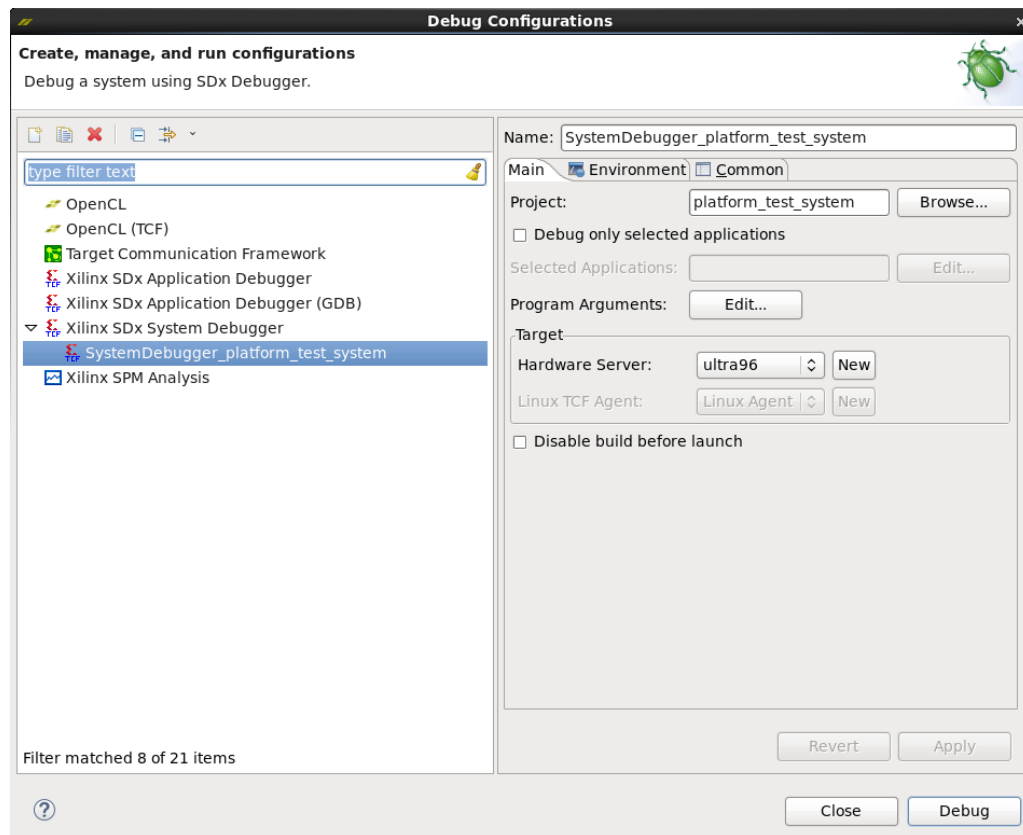 Debug Configurations
Create, manage, and run configurations
Debug a system using SDx Debugger.
type filter text
OpenCL
OpenCL (TCF)
Target Communication Framework
Xilinx SDx Application Debugger
Xilinx SDx Application Debugger (GDB)
Xilinx SDx System Debugger
SystemDebugger_platform_test_system
Xilinx SPM Analysis
Filter matched 8 of 21 items
Name: SystemDebugger_platform_test_system
Main Environment Common
Project: platform_test_system Browse...
Debug only selected applications
Selected Applications: Edit...
Program Arguments: Edit...
Target
Hardware Server: ultra96 New
Linux TCF Agent: Linux Agent New
Disable build before launch
Revert Apply
Close Debug